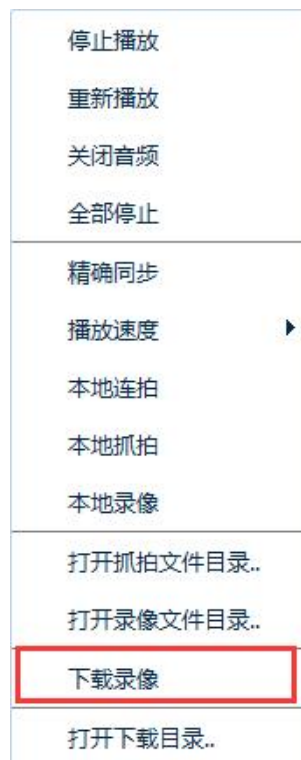 停止播放
重新播放
关闭音频
全部停止
精确同步
播放速度
本地连拍
本地抓拍
本地录像
打开抓拍文件目录..
打开录像文件目录..
下载录像
打开下载目录..